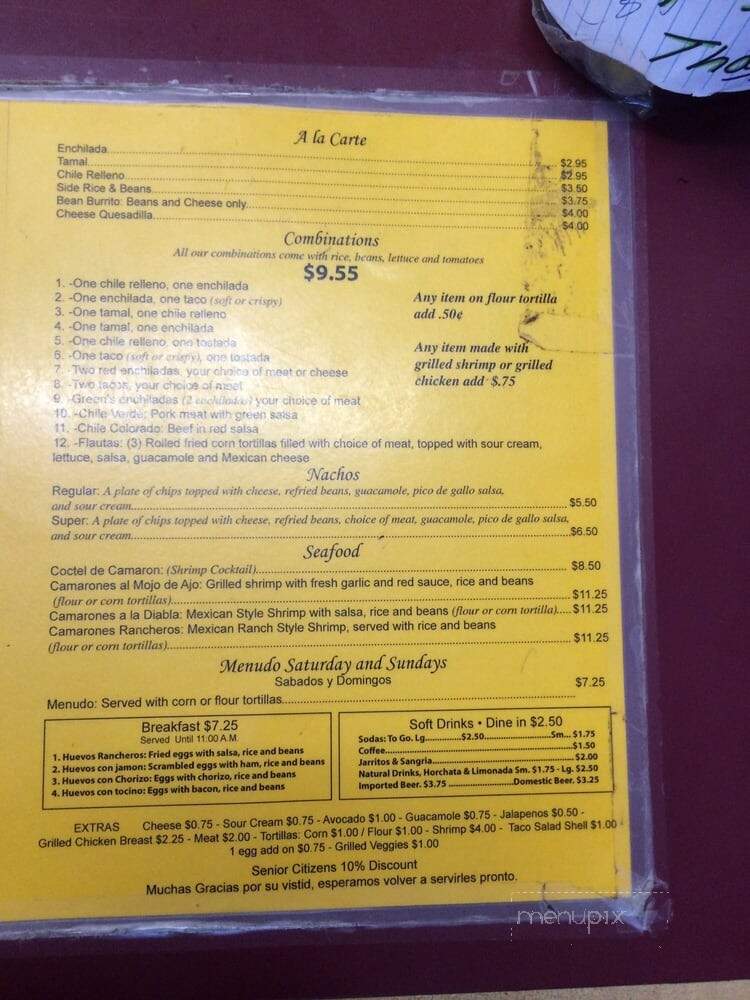 Tha
A la Carte
Enchilada
Tamal $2.95
Chile Relleno $2.95
Side Rice & Beans $3.50
Bean Burrito: Beans and Cheese only. $3.75
Cheese Quesadilla $4.00
$4.00
Combinations
All our combinations come with rice, beans, lettuce and tomatoes
$9.55
1. -One chile relleno, one enchilada
2. -One enchilada, one taco (soft or crispy)
3. -One tamal, one chile relleno
4. -One tamal, one enchilada
5. -One chile relleno, one tostada
6. -One taco (soft or crispy), one tostada
7. -Two red enchiladas, your choice of meat or cheese
8. -Two tacos, your choice of meat
9. -Green's enchiladas (2 enchiladas) your choice of meat
10. -Chile Verde: Pork meat with green salsa
11. -Chile Colorado: Beef in red salsa
12. -Flautas: (3) Rolled fried corn tortillas filled with choice of meat, topped with sour cream,
lettuce, salsa, guacamole and Mexican cheese
Any item on flour tortilla
add .50¢
Any item made with
grilled shrimp or grilled
chicken add $.75
Nachos
Regular: A plate of chips topped with cheese, refried beans, guacamole, pico de gallo salsa,
and sour cream $5.50
Super: A plate of chips topped with cheese, refried beans, choice of meat, guacamole, pico de gallo salsa,
and sour cream $6.50
Seafood
Coctel de Camaron: (Shrimp Cocktail) $8.50
Camarones al Mojo de Ajo: Grilled shrimp with fresh garlic and red sauce, rice and beans
(flour or corn tortillas) $11.25
Camarones a la Diabla: Mexican Style Shrimp with salsa, rice and beans (flour or corn tortilla) $11.25
Camarones Rancheros: Mexican Ranch Style Shrimp, served with rice and beans
(flour or corn tortillas) $11.25
Menudo Saturday and Sundays
Sabados y Domingos
Menudo: Served with corn or flour tortillas $7.25
Breakfast $7.25
Served Until 11:00 A.M.
1. Huevos Rancheros: Fried eggs with salsa, rice and beans
2. Huevos con jamon: Scrambled eggs with ham, rice and beans
3. Huevos con Chorizo: Eggs with chorizo, rice and beans
4. Huevos con tocino: Eggs with bacon, rice and beans
Soft Drinks • Dine in $2.50
Sodas: To Go. Lg. $2.50 Sm... $1.75
Coffee $1.50
Jarritos & Sangria $2.00
Natural Drinks, Horchata & Limonada Sm. $1.75 - Lg. $2.50
Imported Beer. $3.75 Domestic Beer. $3.25
EXTRAS Cheese $0.75 - Sour Cream $0.75 - Avocado $1.00 - Guacamole $0.75 - Jalapenos $0.50 -
Grilled Chicken Breast $2.25 - Meat $2.00 - Tortillas: Corn $1.00 / Flour $1.00 - Shrimp $4.00 - Taco Salad Shell $1.00
1 egg add on $0.75 - Grilled Veggies $1.00
Senior Citizens 10% Discount
Muchas Gracias por su vistid, esperamos volver a servirles pronto.
menupix